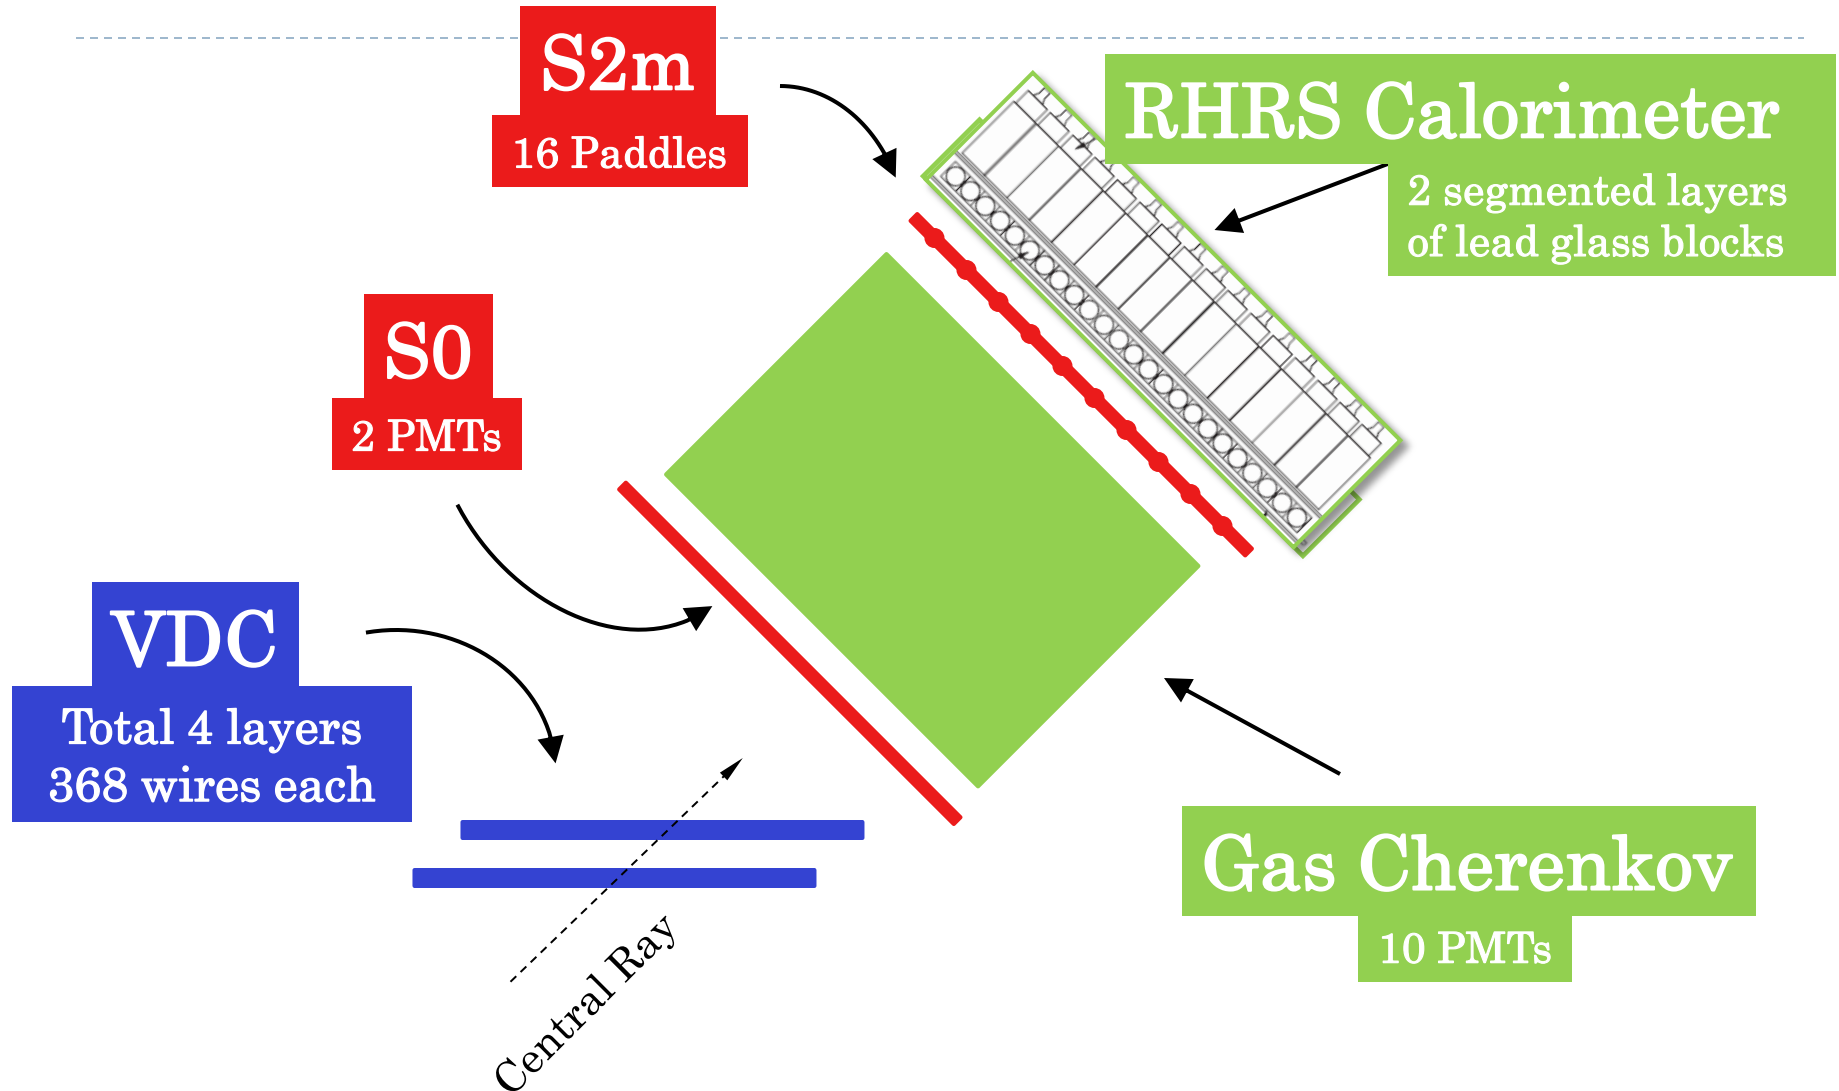 S2m
16 Paddles
RHRS Calorimeter
2 segmented layers
of lead glass blocks
S0
2 PMTs
VDC
Total 4 layers
368 wires each
Central Ray
Gas Cherenkov
10 PMTs